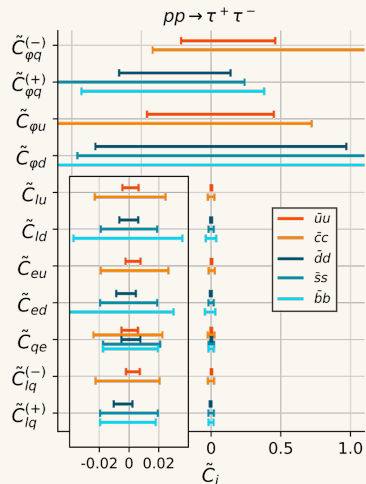 pp → τ⁺τ⁻
C̃φq^(−)
C̃φq^(+)
C̃φu
C̃φd
C̃lu
C̃ld
C̃eu
C̃ed
C̃qe
C̃lq^(−)
C̃lq^(+)
ūu
c̄c
d̄d
s̄s
b̄b
-0.02 0 0.02 0 0.5 1.0
C̃i